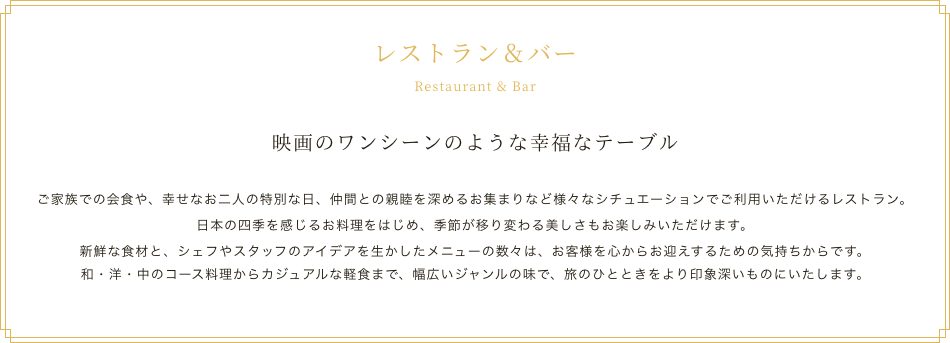 レストラン＆バー
Restaurant & Bar
映画のワンシーンのような幸福なテーブル
ご家族での会食や、幸せなお二人の特別な日、仲間との親睦を深めるお集まりなど様々なシチュエーションでご利用いただけるレストラン。
日本の四季を感じるお料理をはじめ、季節が移り変わる美しさもお楽しみいただけます。
新鮮な食材と、シェフやスタッフのアイデアを生かしたメニューの数々は、お客様を心からお迎えするための気持ちからです。
和・洋・中のコース料理からカジュアルな軽食まで、幅広いジャンルの味で、旅のひとときをより印象深いものにいたします。